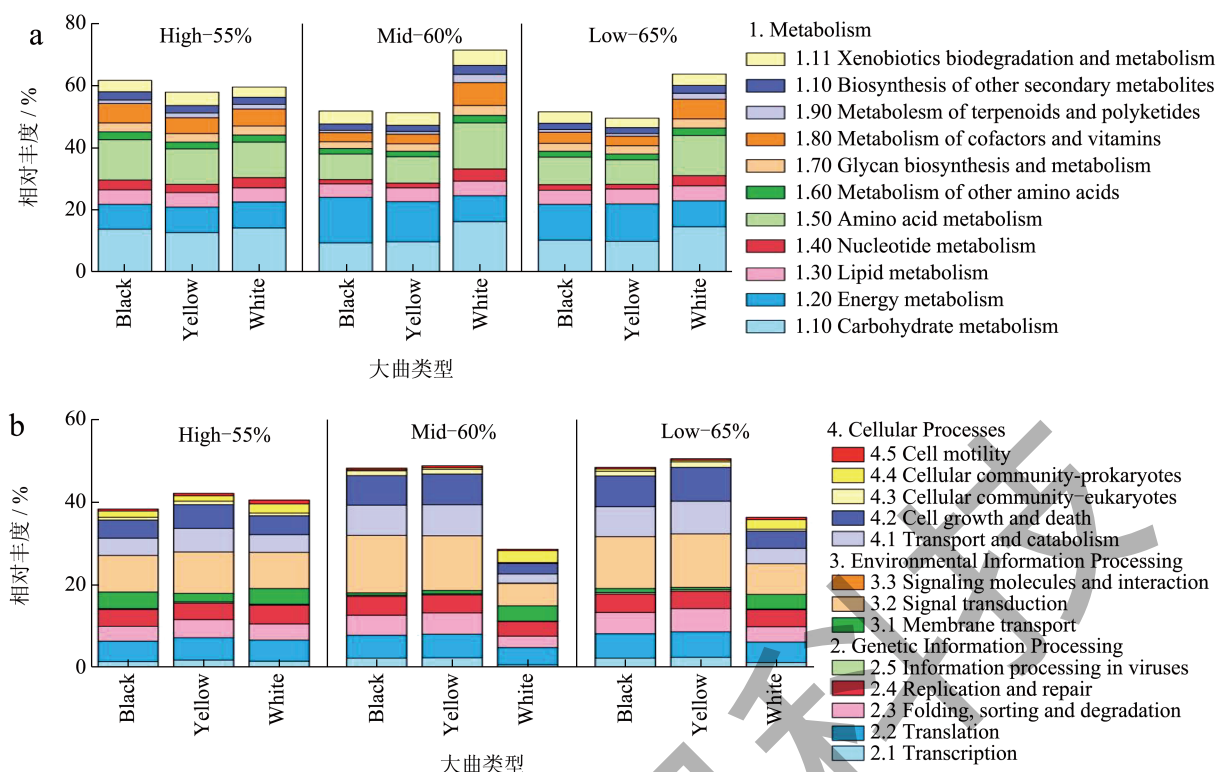 a
80
60
40
20
0
相对丰度 / %
High-55%
Mid-60%
Low-65%
Black
Yellow
White
Black
Yellow
White
Black
Yellow
White
大曲类型
1. Metabolism
1.11 Xenobiotics biodegradation and metabolism
1.10 Biosynthesis of other secondary metabolites
1.90 Metabolesm of terpenoids and polyketides
1.80 Metabolism of cofactors and vitamins
1.70 Glycan biosynthesis and metabolism
1.60 Metabolism of other amino acids
1.50 Amino acid metabolism
1.40 Nucleotide metabolism
1.30 Lipid metabolism
1.20 Energy metabolism
1.10 Carbohydrate metabolism
b
60
40
20
0
相对丰度 / %
High-55%
Mid-60%
Low-65%
Black
Yellow
White
Black
Yellow
White
Black
Yellow
White
大曲类型
4. Cellular Processes
4.5 Cell motility
4.4 Cellular community-prokaryotes
4.3 Cellular community-eukaryotes
4.2 Cell growth and death
4.1 Transport and catabolism
3. Environmental Information Processing
3.3 Signaling molecules and interaction
3.2 Signal transduction
3.1 Membrane transport
2. Genetic Information Processing
2.5 Information processing in viruses
2.4 Replication and repair
2.3 Folding, sorting and degradation
2.2 Translation
2.1 Transcription
科技